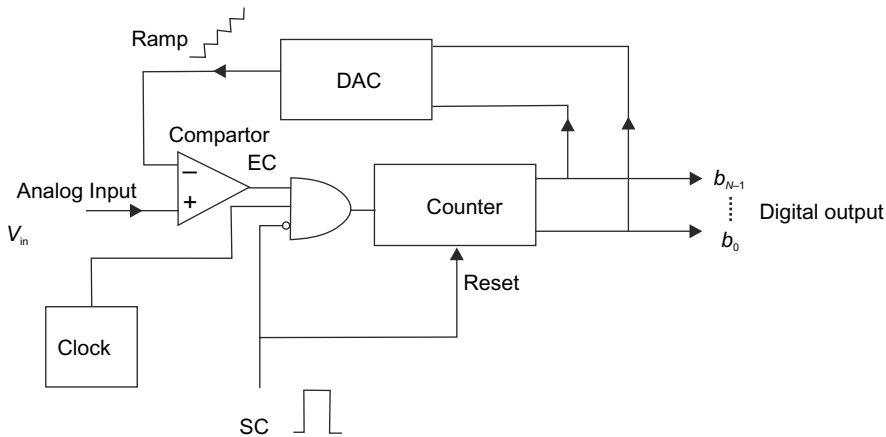 Ramp
DAC
Compartor
EC
Analog Input
V_in
−
+
Counter
b_N–1
Digital output
b_0
Reset
Clock
SC